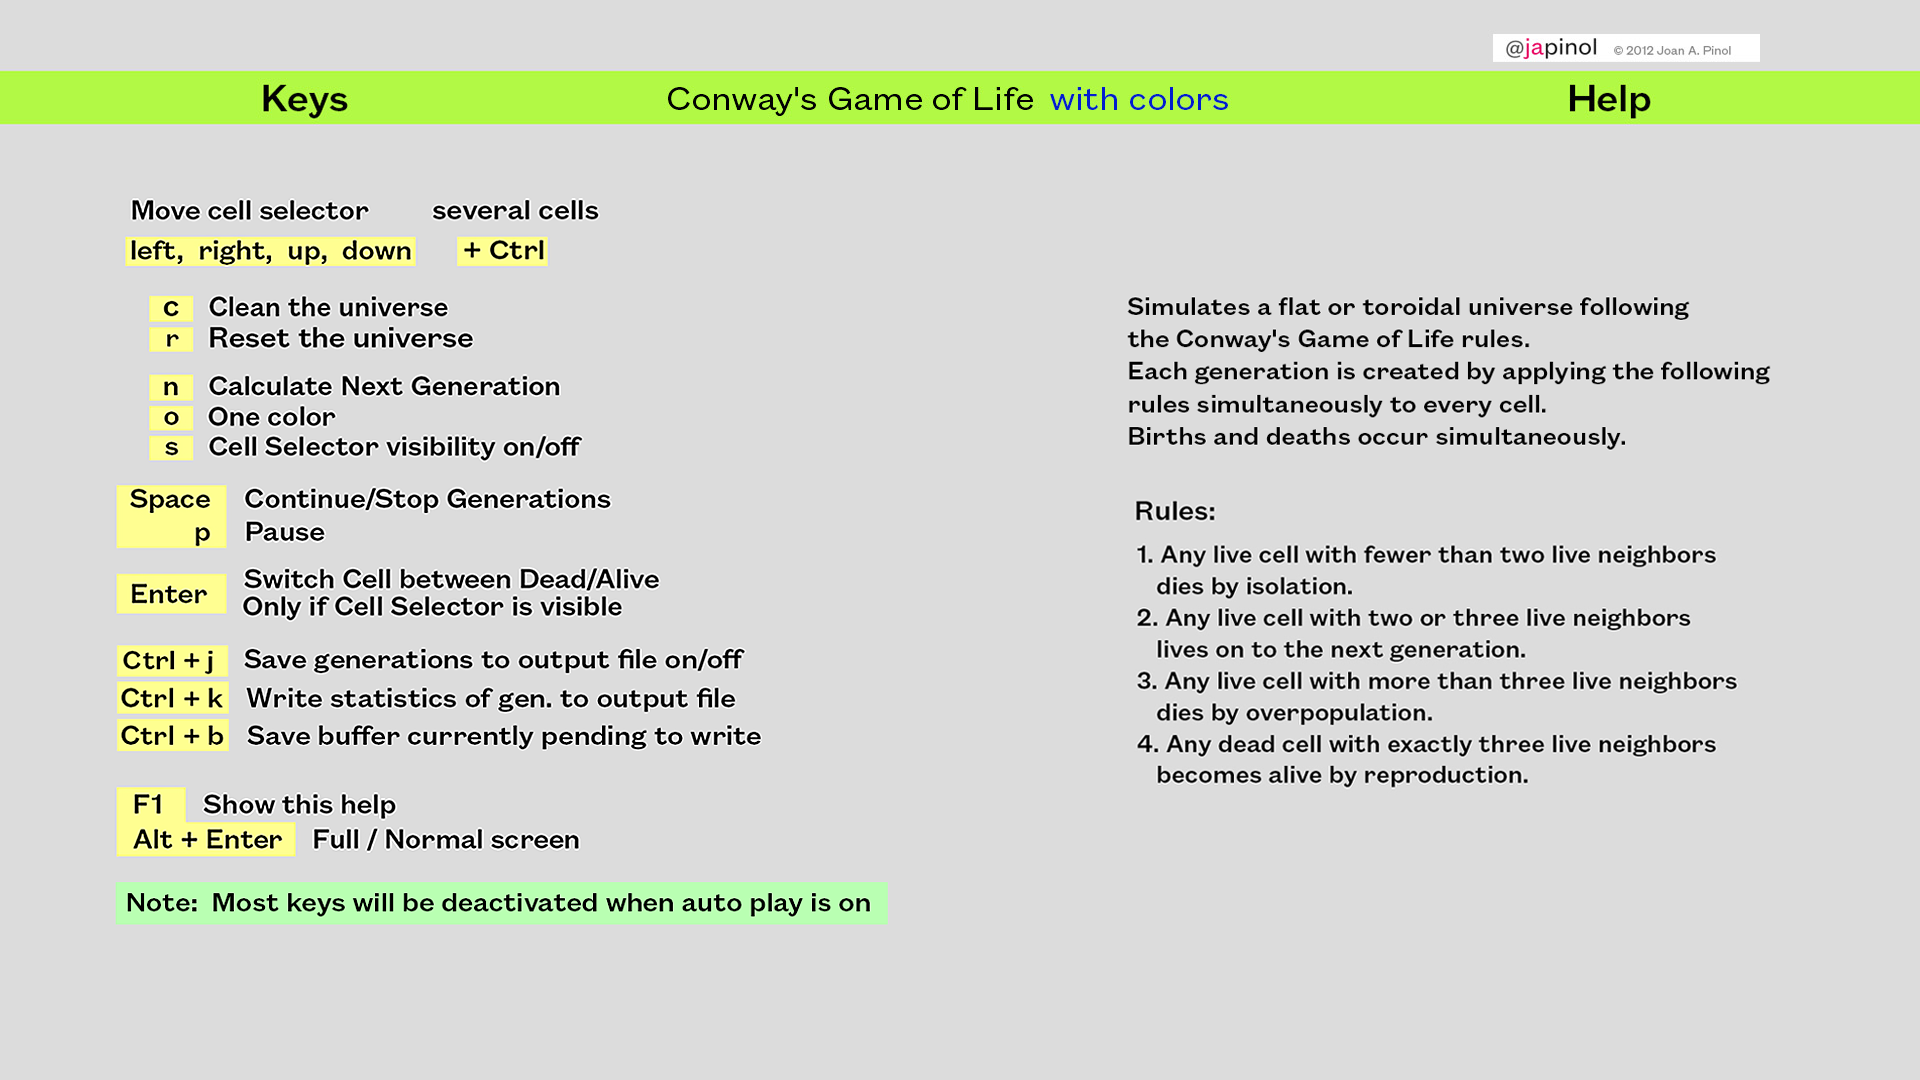 @japinol © 2012 Joan A. Pinol
Keys Conway's Game of Life with colors Help
Move cell selector several cells
left, right, up, down + Ctrl
c Clean the universe
r Reset the universe
n Calculate Next Generation
o One color
s Cell Selector visibility on/off
Space Continue/Stop Generations
p Pause
Enter Switch Cell between Dead/Alive
Only if Cell Selector is visible
Ctrl + j Save generations to output file on/off
Ctrl + k Write statistics of gen. to output file
Ctrl + b Save buffer currently pending to write
F1 Show this help
Alt + Enter Full / Normal screen
Note: Most keys will be deactivated when auto play is on
Simulates a flat or toroidal universe following
the Conway's Game of Life rules.
Each generation is created by applying the following
rules simultaneously to every cell.
Births and deaths occur simultaneously.
Rules:
1. Any live cell with fewer than two live neighbors
dies by isolation.
2. Any live cell with two or three live neighbors
lives on to the next generation.
3. Any live cell with more than three live neighbors
dies by overpopulation.
4. Any dead cell with exactly three live neighbors
becomes alive by reproduction.